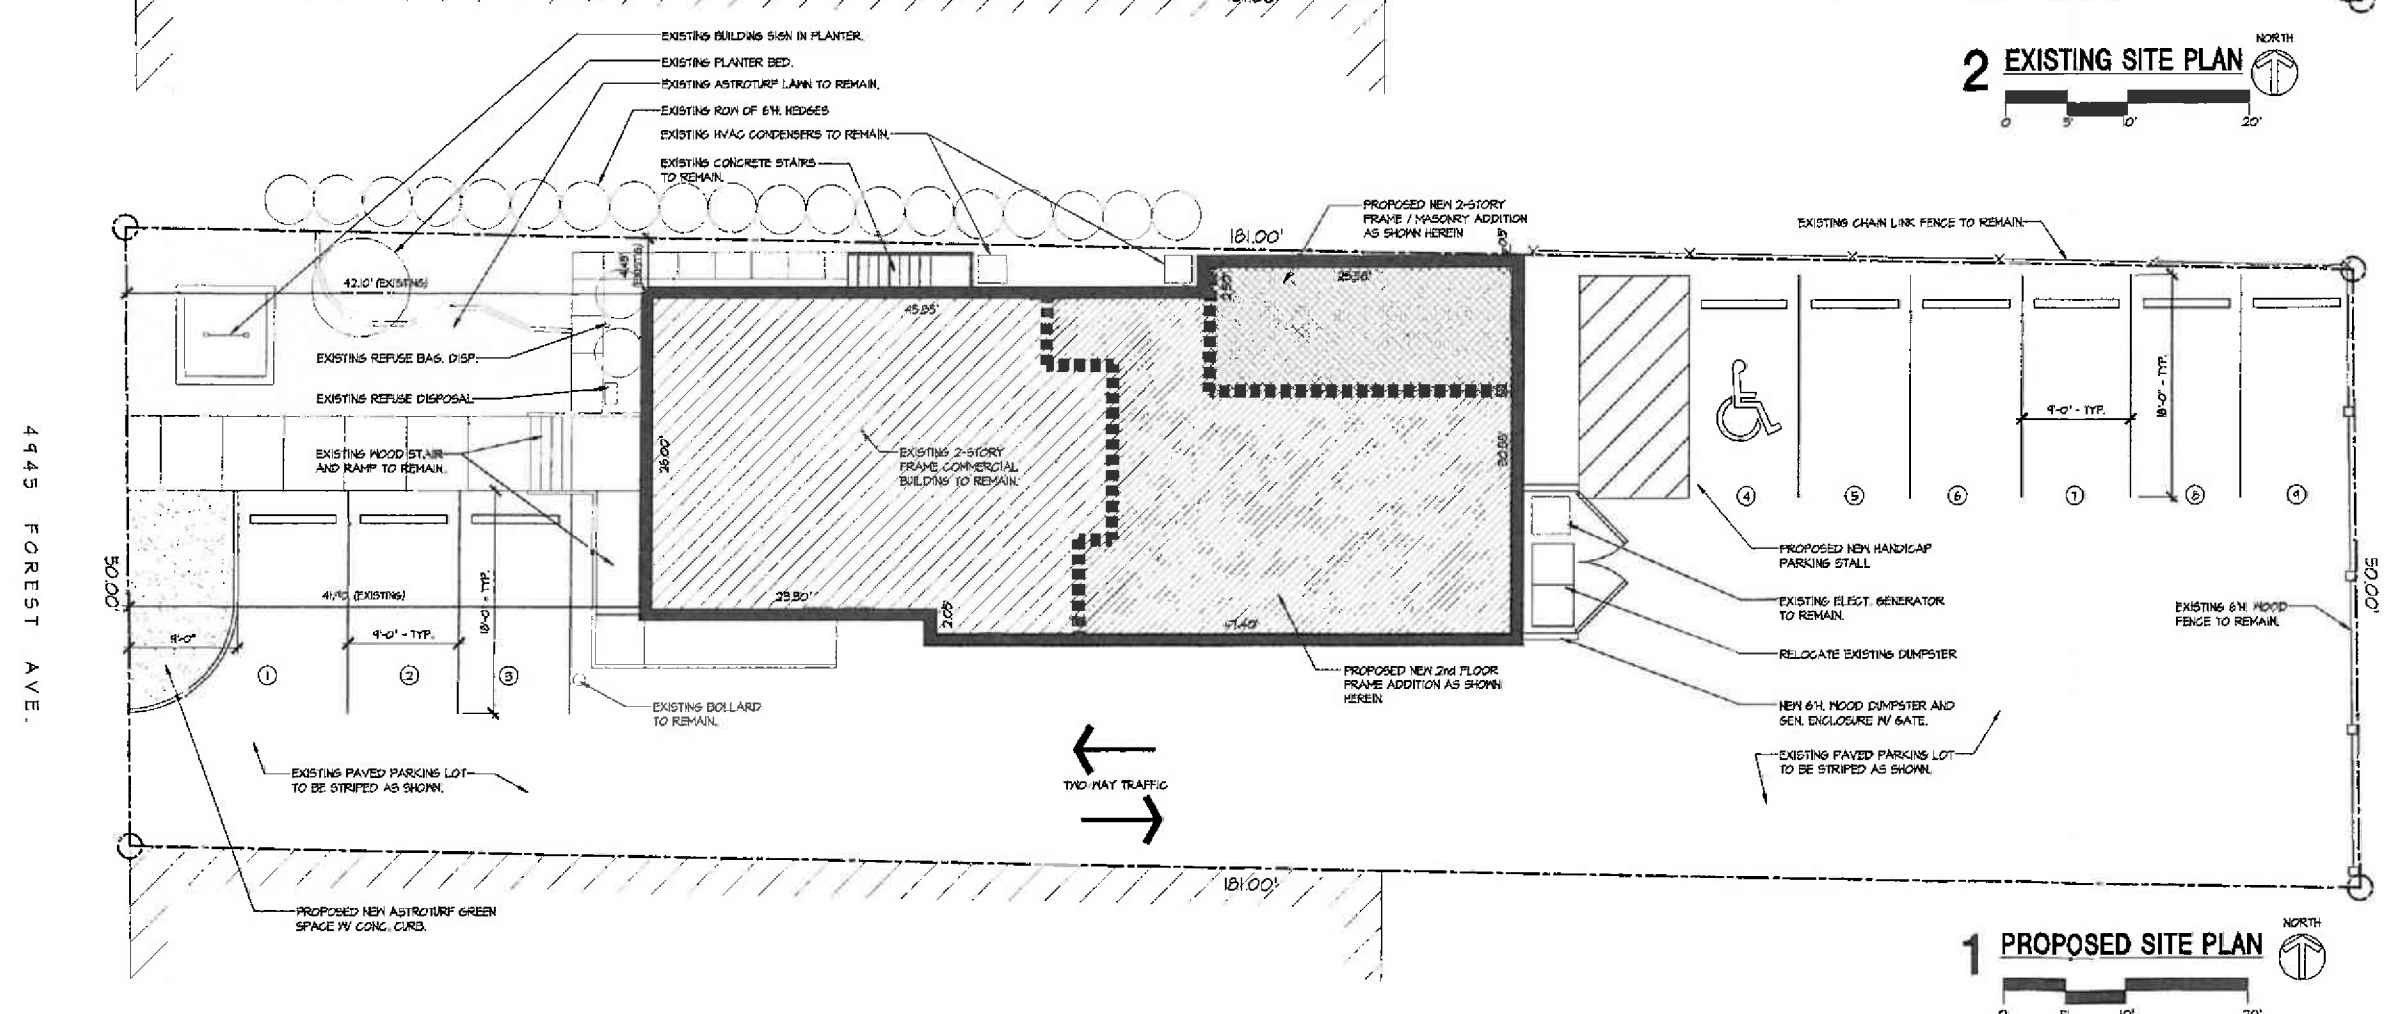 2 EXISTING SITE PLAN
NORTH
0 5' 10' 20'
EXISTING BUILDING SIGN IN PLANTER.
EXISTING PLANTER BED.
EXISTING ASTROTURF LAWN TO REMAIN.
EXISTING ROW OF 6'H. HEDGES
EXISTING HVAC CONDENSERS TO REMAIN.
EXISTING CONCRETE STAIRS
TO REMAIN.
PROPOSED NEW 2-STORY
FRAME / MASONRY ADDITION
AS SHOWN HEREIN
EXISTING CHAIN LINK FENCE TO REMAIN.
181.00'
42.10' (EXISTING)
EXISTING REFUSE BAG. DISP.
EXISTING REFUSE DISPOSAL
EXISTING WOOD STAIR
AND RAMP TO REMAIN.
26.00'
EXISTING 2-STORY
FRAME COMMERCIAL
BUILDING TO REMAIN.
4945 FOREST AVE.
50.00'
9'-0" - TYP.
18'-0" - TYP.
4
5
6
7
8
9
PROPOSED NEW HANDICAP
PARKING STALL
EXISTING ELECT. GENERATOR
TO REMAIN.
RELOCATE EXISTING DUMPSTER
NEW 6'H. WOOD DUMPSTER AND
GEN. ENCLOSURE W/ GATE.
EXISTING PAVED PARKING LOT
TO BE STRIPED AS SHOWN.
EXISTING 6'H. WOOD
FENCE TO REMAIN.
50.00'
(EXISTING)
2.05'
9'-0"
9'-0" - TYP.
18'-0" - TYP.
1
2
3
PROPOSED NEW 2nd FLOOR
FRAME ADDITION AS SHOWN
HEREIN
EXISTING BOLLARD
TO REMAIN.
EXISTING PAVED PARKING LOT
TO BE STRIPED AS SHOWN.
TWO WAY TRAFFIC
181.00'
PROPOSED NEW ASTROTURF GREEN
SPACE W/ CONC. CURB.
1 PROPOSED SITE PLAN
NORTH